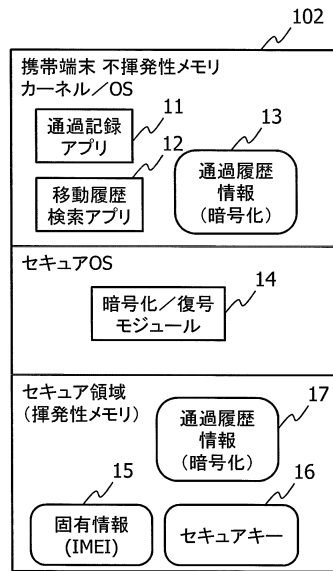 102
携帯端末 不揮発性メモリ
カーネル/OS
11
通過記録
アプリ
12
移動履歴
検索アプリ
13
通過履歴
情報
(暗号化)
セキュアOS
暗号化/復号
モジュール
14
セキュア領域
(揮発性メモリ)
17
通過履歴
情報
(暗号化)
15
固有情報
(IMEI)
16
セキュアキー